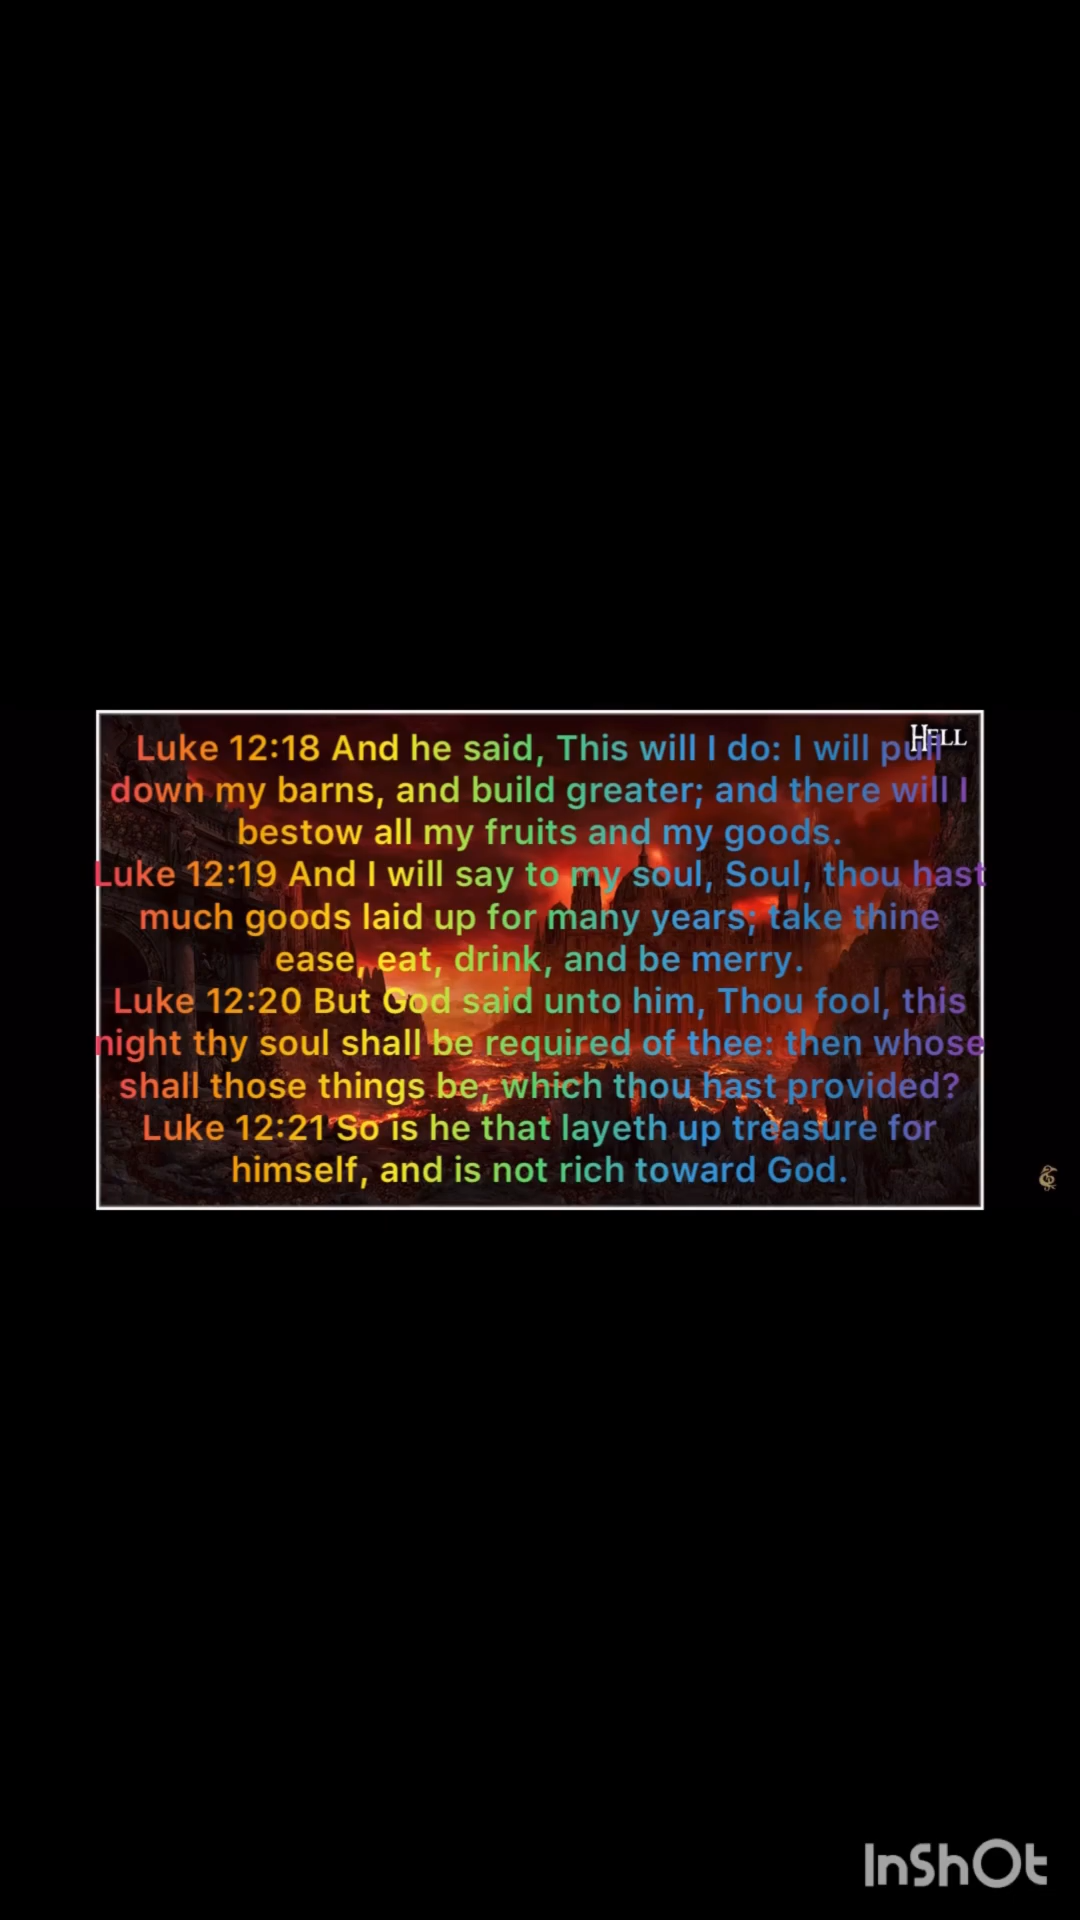 HELL
Luke 12:18 And he said, This will I do: I will pull
down my barns, and build greater; and there will I
bestow all my fruits and my goods.
Luke 12:19 And I will say to my soul, Soul, thou hast
much goods laid up for many years; take thine
ease, eat, drink, and be merry.
Luke 12:20 But God said unto him, Thou fool, this
night thy soul shall be required of thee: then whose
shall those things be, which thou hast provided?
Luke 12:21 So is he that layeth up treasure for
himself, and is not rich toward God.
InShOt